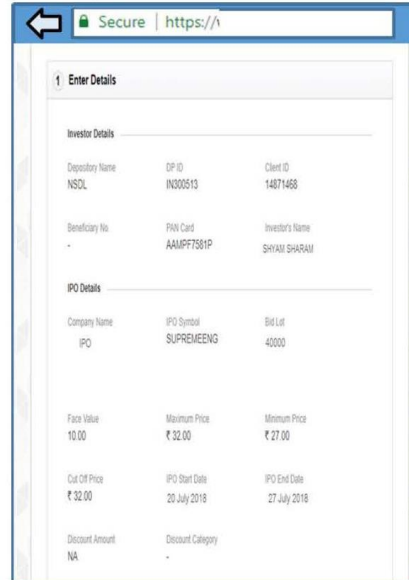 Secure | https://
1 Enter Details
Investor Details
Depository Name DP ID Client ID
NSDL IN300513 14871468
Beneficiary No. PAN Card Investor's Name
- AAMPF7581P SHYAM SHARAM
IPO Details
Company Name IPO Symbol Bid Lot
IPO SUPREMEENG 40000
Face Value Maximum Price Minimum Price
10.00 ₹ 32.00 ₹ 27.00
Cut Off Price IPO Start Date IPO End Date
₹ 32.00 20 July 2018 27 July 2018
Discount Amount Discount Category
NA -